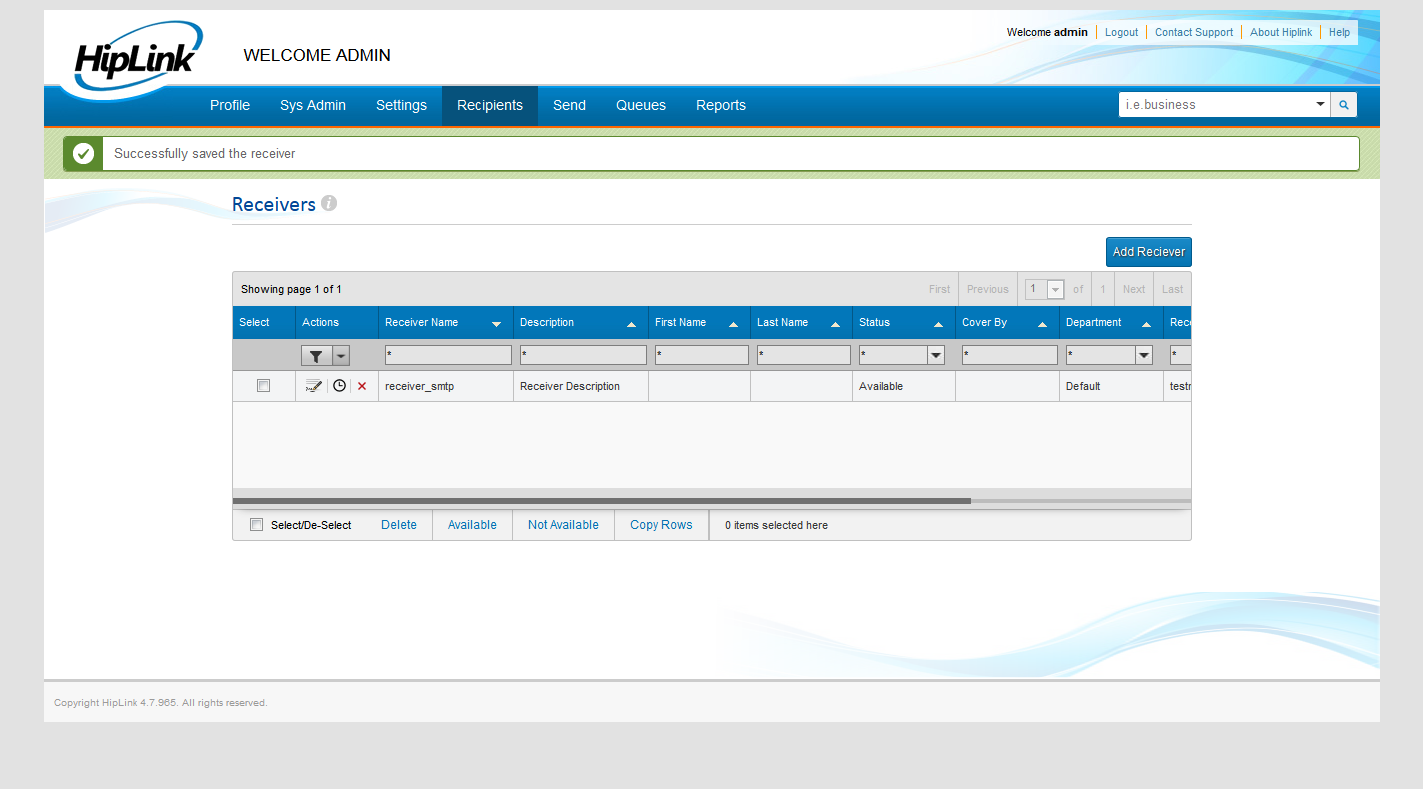 HipLink
WELCOME ADMIN
Welcome admin Logout Contact Support About Hiplink Help
Profile Sys Admin Settings Recipients Send Queues Reports
i.e.business
Successfully saved the receiver
Receivers i
Add Reciever
Showing page 1 of 1 First Previous 1 of 1 Next Last
Select Actions Receiver Name Description First Name Last Name Status Cover By Department Rec
* * * * * * * *
receiver_smtp Receiver Description Available Default test
Select/De-Select Delete Available Not Available Copy Rows 0 items selected here
Copyright HipLink 4.7.965. All rights reserved.